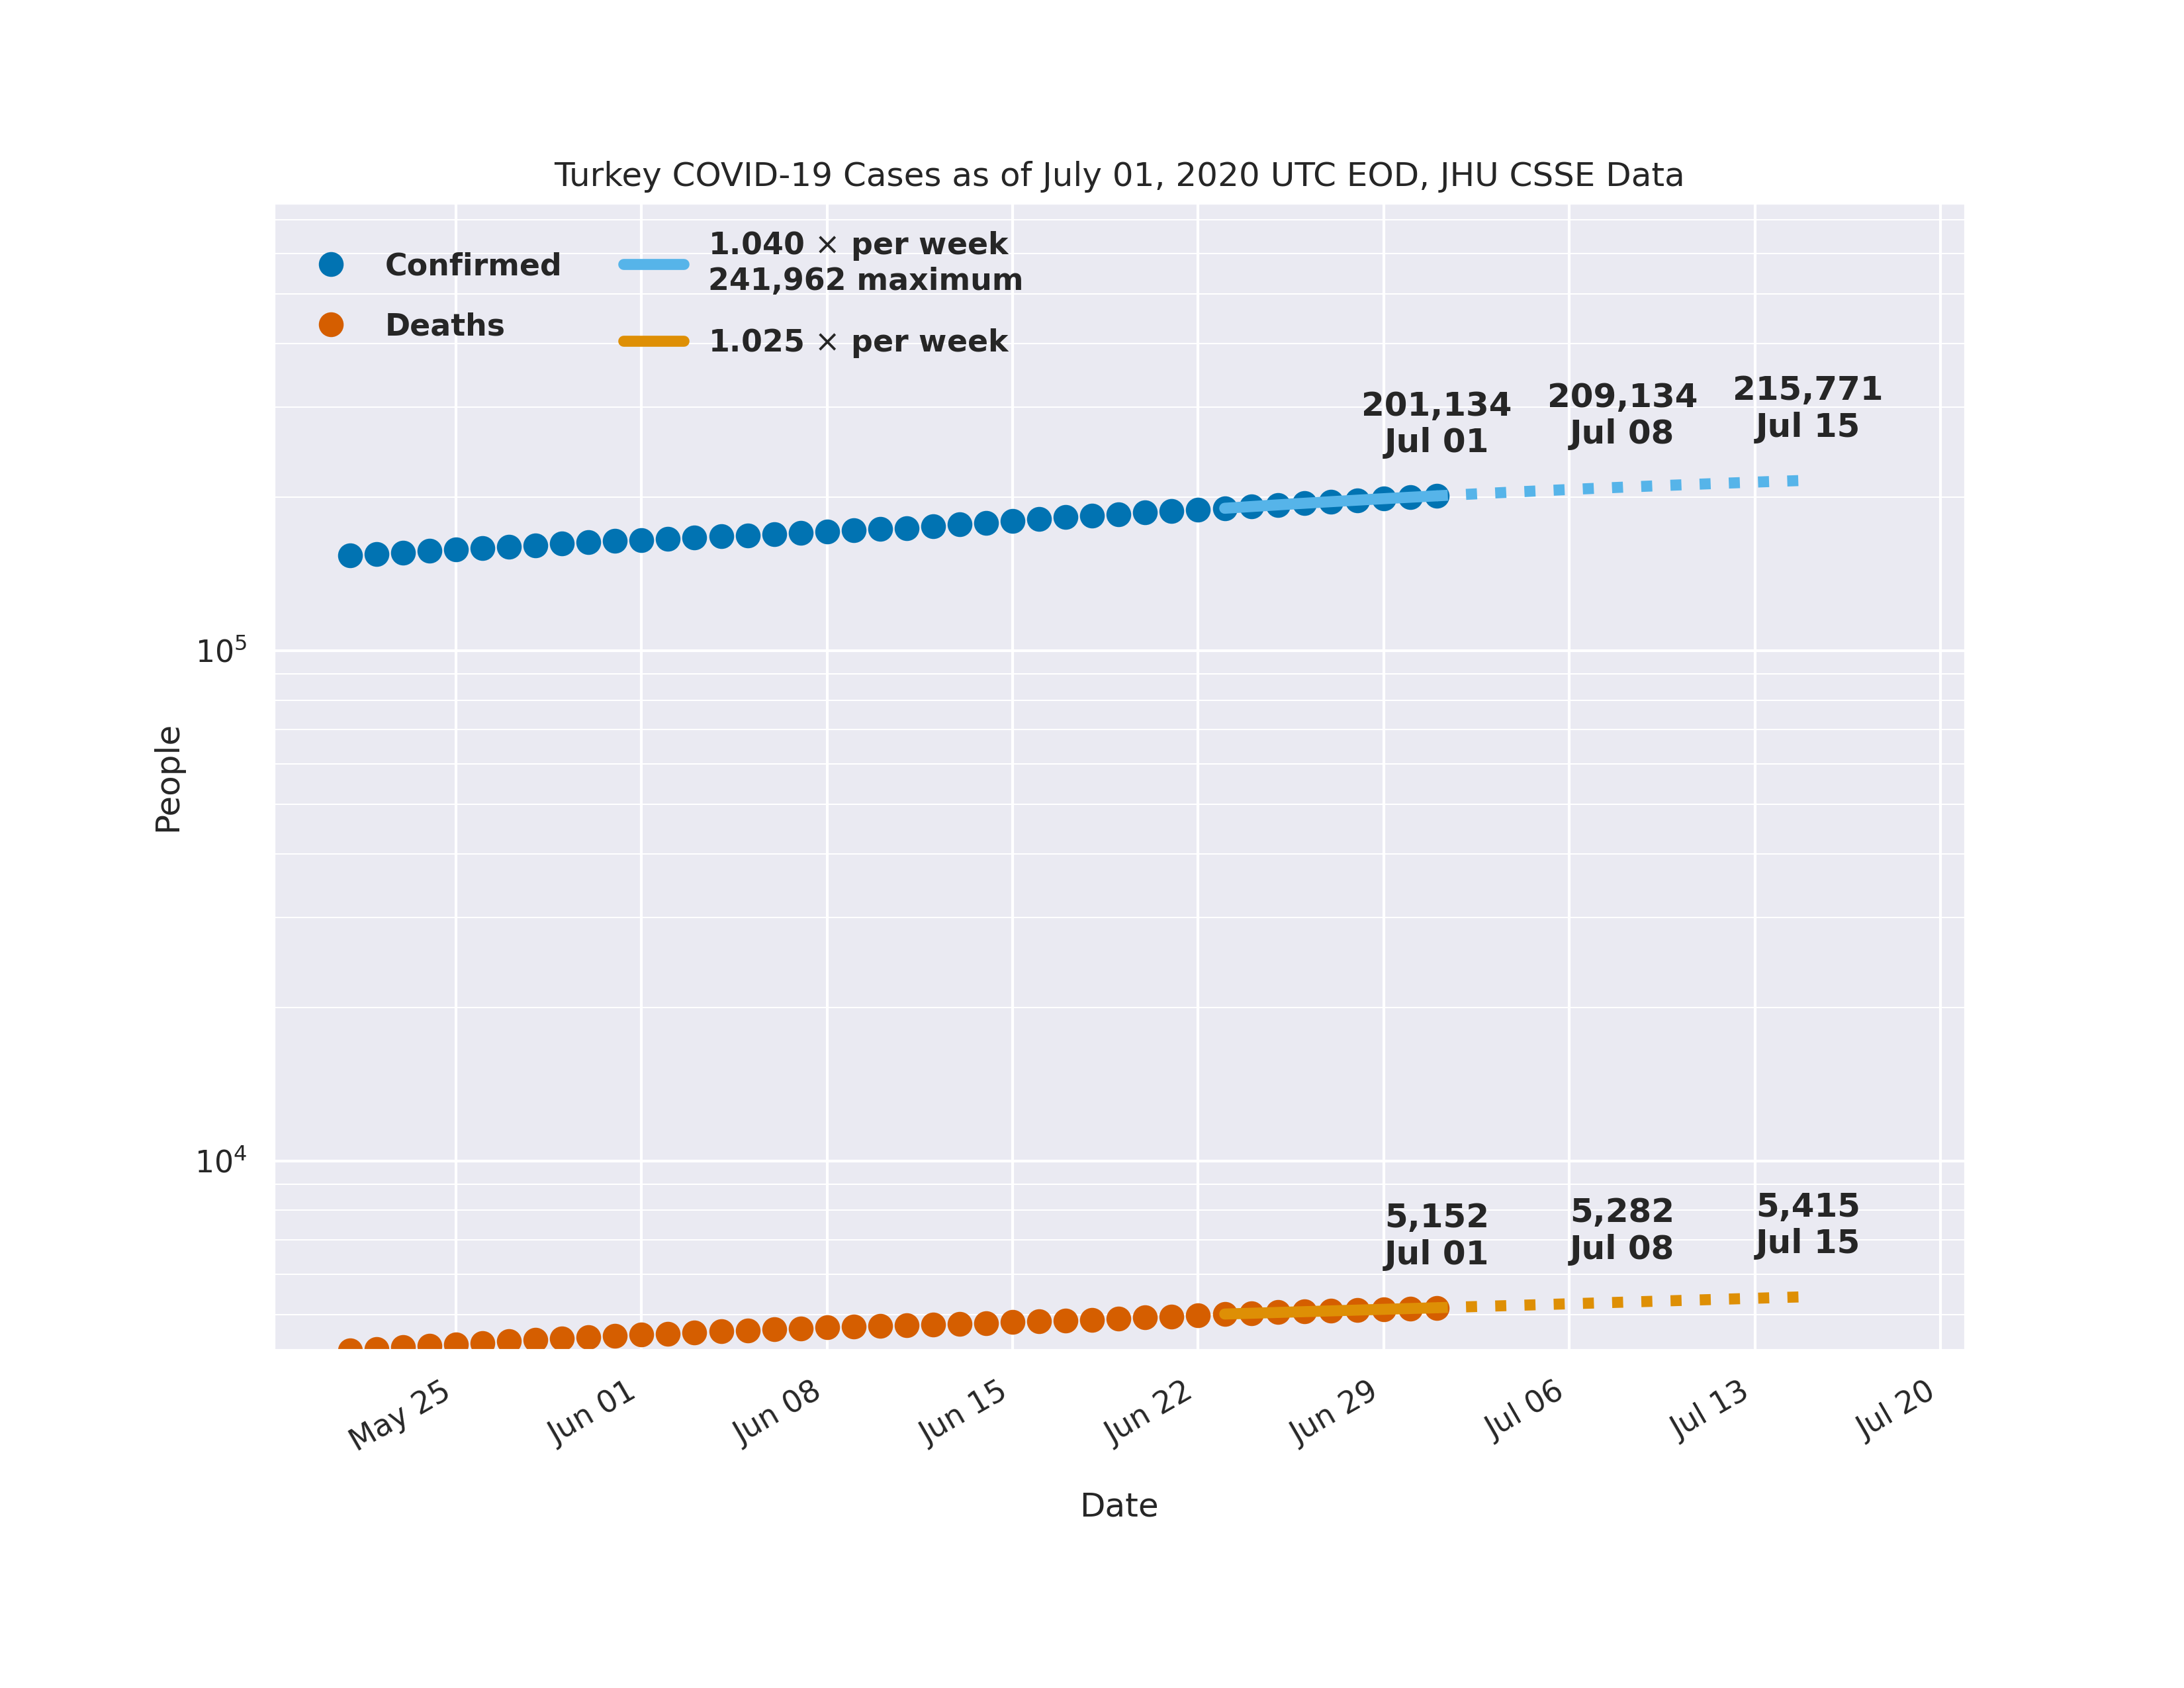 Turkey COVID-19 Cases as of July 01, 2020 UTC EOD, JHU CSSE Data
Confirmed
Deaths
1.040 × per week
241,962 maximum
1.025 × per week
201,134
Jul 01
209,134
Jul 08
215,771
Jul 15
10⁵
People
10⁴
5,152
Jul 01
5,282
Jul 08
5,415
Jul 15
May 25
Jun 01
Jun 08
Jun 15
Jun 22
Jun 29
Jul 06
Jul 13
Jul 20
Date